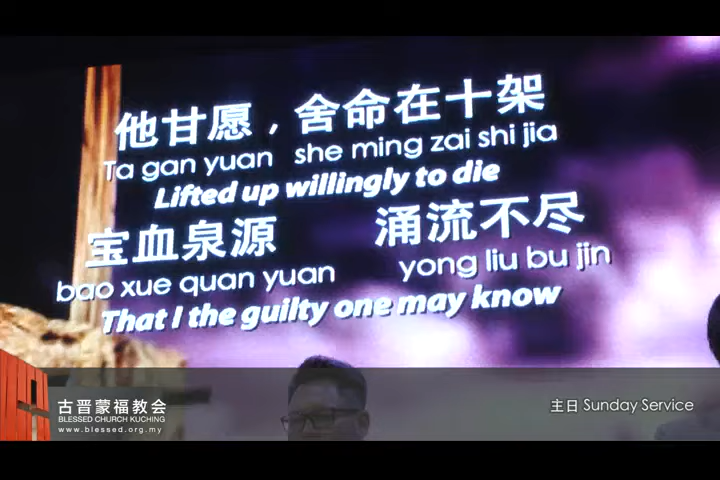 他甘愿，舍命在十架
Ta gan yuan she ming zai shi jia
Lifted up willingly to die
宝血泉源 涌流不尽
bao xue quan yuan yong liu bu jin
That I the guilty one may know
古晋蒙福教会
BLESSED CHURCH KUCHING
www.blessed.org.my
主日 Sunday Service